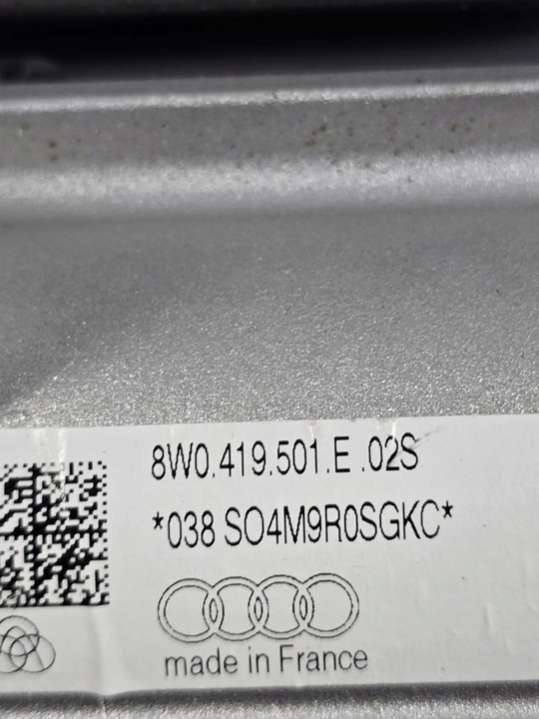 8W0.419.501.E .02S
*038 SO4M9R0SGKC*
made in France